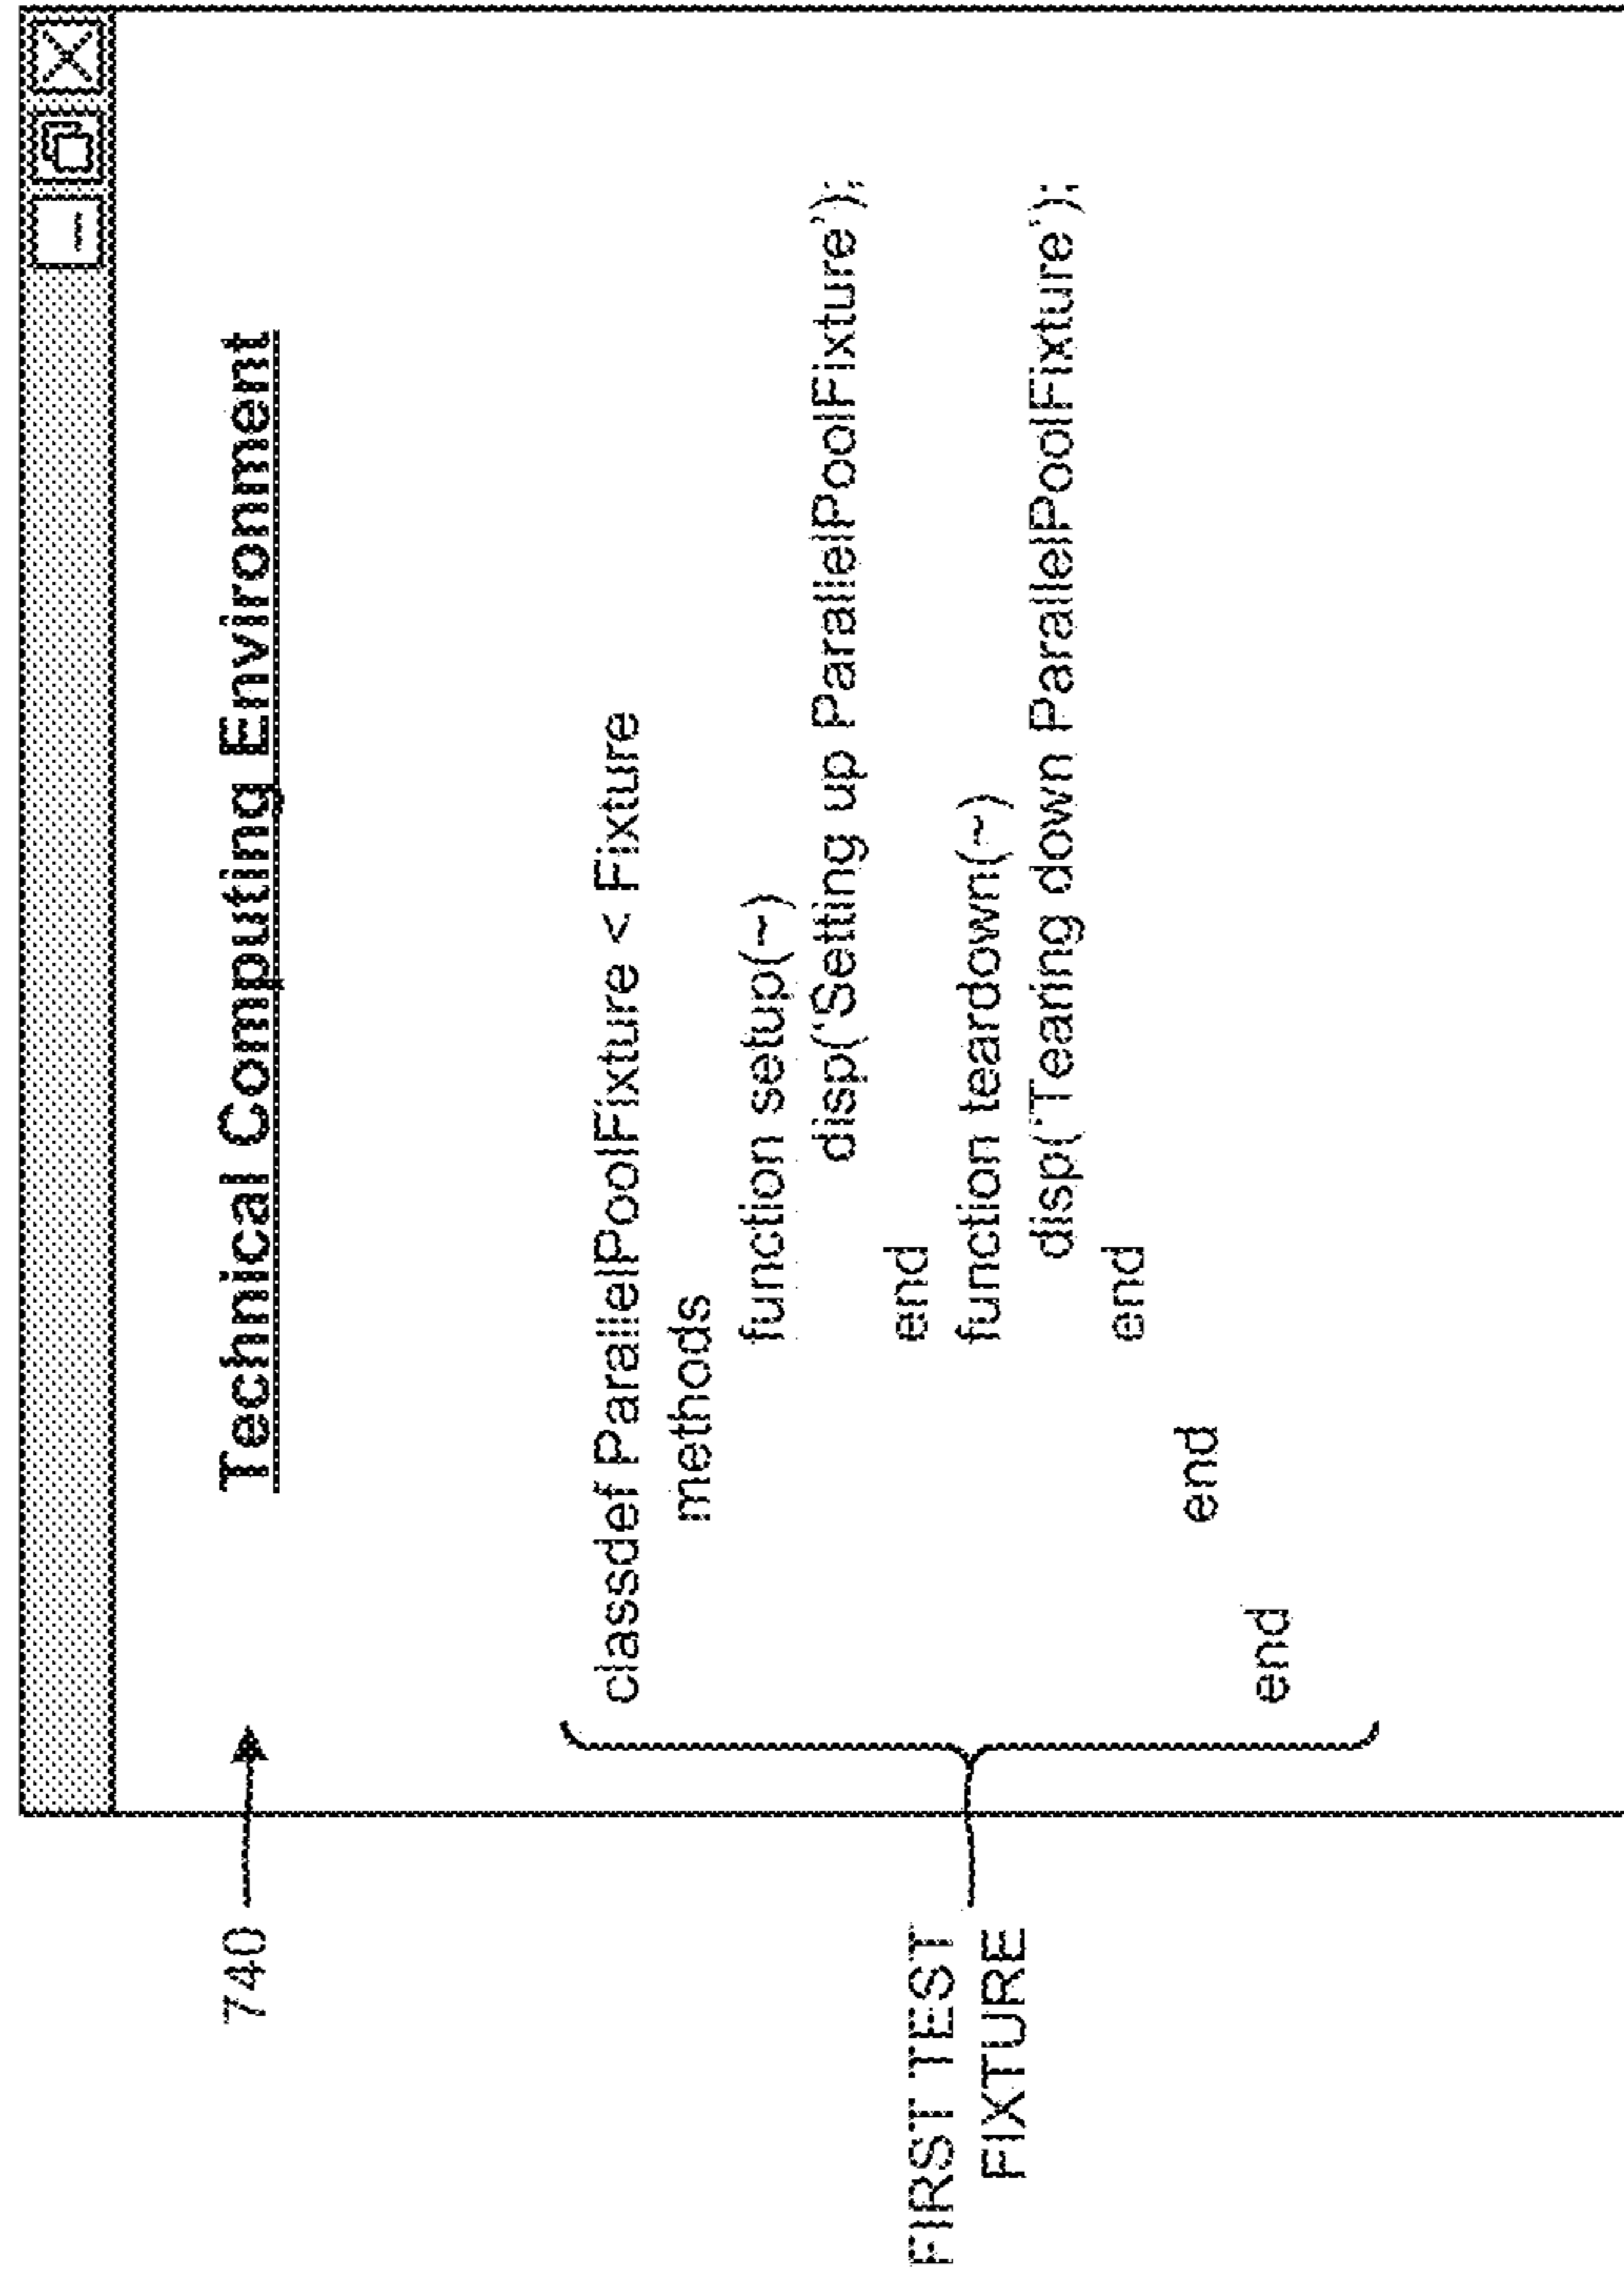 740
Technical Computing Environment
FIRST TEST
FIXTURE
classdef ParallelPoolFixture < Fixture
methods
function setup(~)
disp('Setting up ParallelPoolFixture');
end
function teardown(~)
disp('Tearing down ParallelPoolFixture');
end
end
end